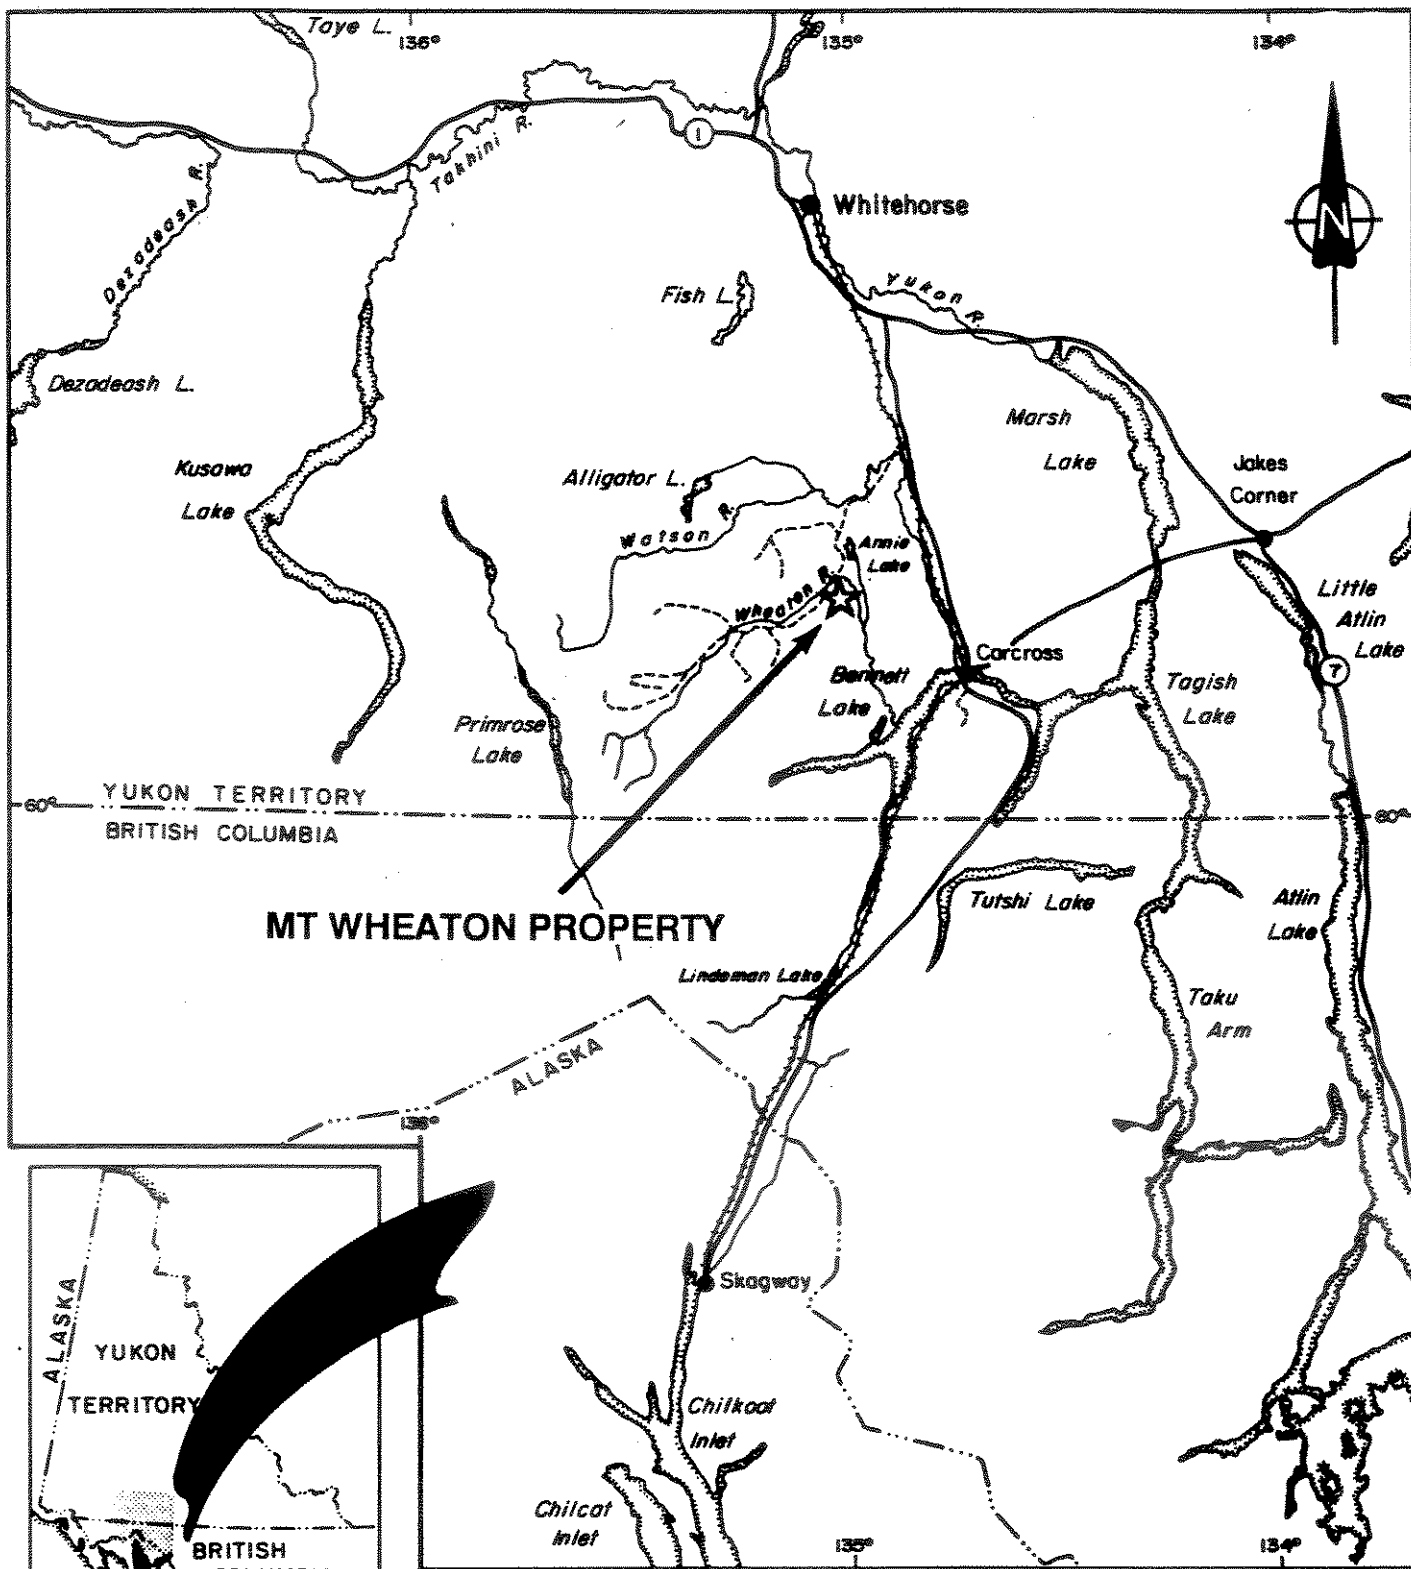 Taye L.
136°
135°
134°
Takhini R.
1
Dezadeash R.
Whitehorse
N
Fish L.
Yukon R.
Dezadeash L.
Marsh
Lake
Kusawa
Lake
Alligator L.
Jakes
Corner
Watson R.
Annie
Lake
Wheaton R.
Little
Atlin
Lake
Carcross
7
Bennett
Lake
Tagish
Lake
Primrose
Lake
YUKON TERRITORY
60°
60°
BRITISH COLUMBIA
Tutshi Lake
Atlin
Lake
MT WHEATON PROPERTY
Lindeman Lake
Taku
Arm
ALASKA
136°
Skagway
ALASKA
YUKON
TERRITORY
Chilkoot
Inlet
Chilcat
Inlet
BRITISH
135°
134°